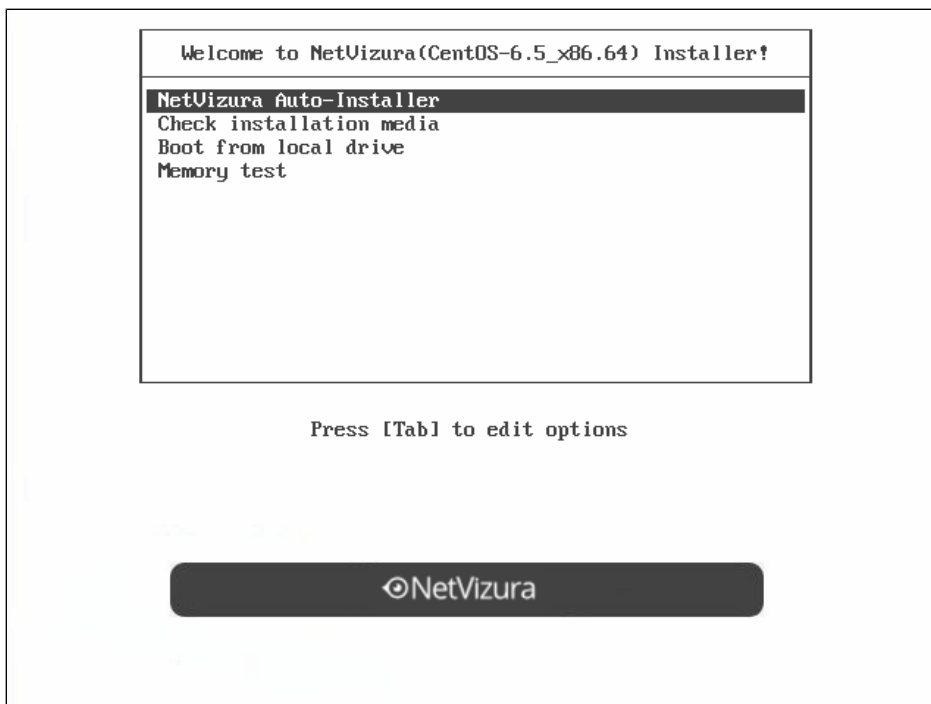 Welcome to NetVizura(CentOS-6.5_x86.64) Installer!
NetVizura Auto-Installer
Check installation media
Boot from local drive
Memory test
Press [Tab] to edit options
NetVizura